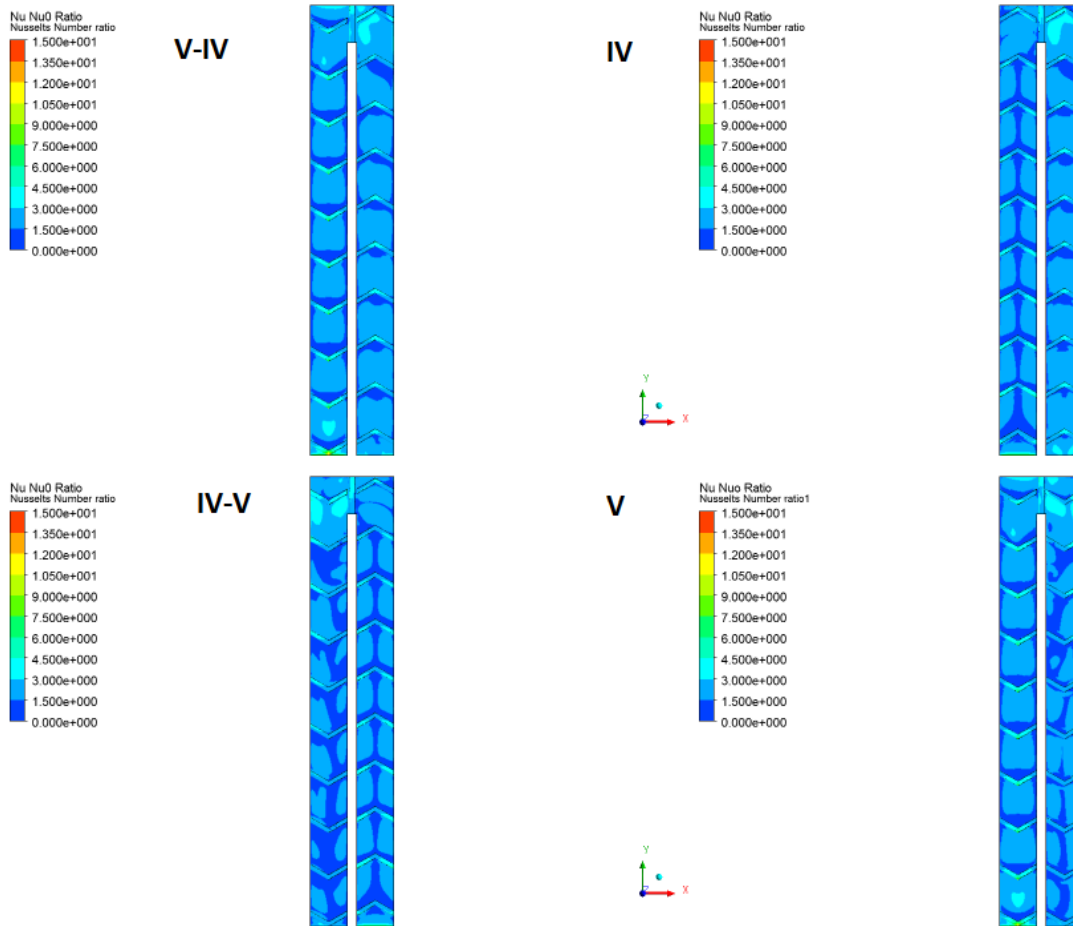 Nu Nu0 Ratio
Nusselts Number ratio
1.500e+001
1.350e+001
1.200e+001
1.050e+001
9.000e+000
7.500e+000
6.000e+000
4.500e+000
3.000e+000
1.500e+000
0.000e+000
V-IV
Nu Nu0 Ratio
Nusselts Number ratio
1.500e+001
1.350e+001
1.200e+001
1.050e+001
9.000e+000
7.500e+000
6.000e+000
4.500e+000
3.000e+000
1.500e+000
0.000e+000
IV
Y
Z
X
Nu Nu0 Ratio
Nusselts Number ratio
1.500e+001
1.350e+001
1.200e+001
1.050e+001
9.000e+000
7.500e+000
6.000e+000
4.500e+000
3.000e+000
1.500e+000
0.000e+000
IV-V
Nu Nuo Ratio
Nusselts Number ratio1
1.500e+001
1.350e+001
1.200e+001
1.050e+001
9.000e+000
7.500e+000
6.000e+000
4.500e+000
3.000e+000
1.500e+000
0.000e+000
V
Y
Z
X